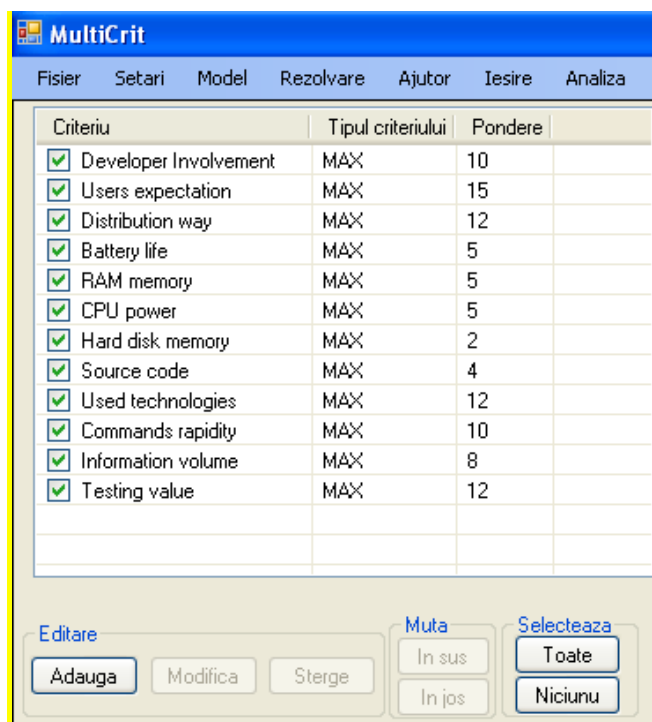 MultiCrit
Fisier Setari Model Rezolvare Ajutor Iesire Analiza
Criteriu Tipul criteriului Pondere
Developer Involvement MAX 10
Users expectation MAX 15
Distribution way MAX 12
Battery life MAX 5
RAM memory MAX 5
CPU power MAX 5
Hard disk memory MAX 2
Source code MAX 4
Used technologies MAX 12
Commands rapidity MAX 10
Information volume MAX 8
Testing value MAX 12
Editare
Adauga Modifica Sterge
Muta
In sus
In jos
Selecteaza
Toate
Niciunu